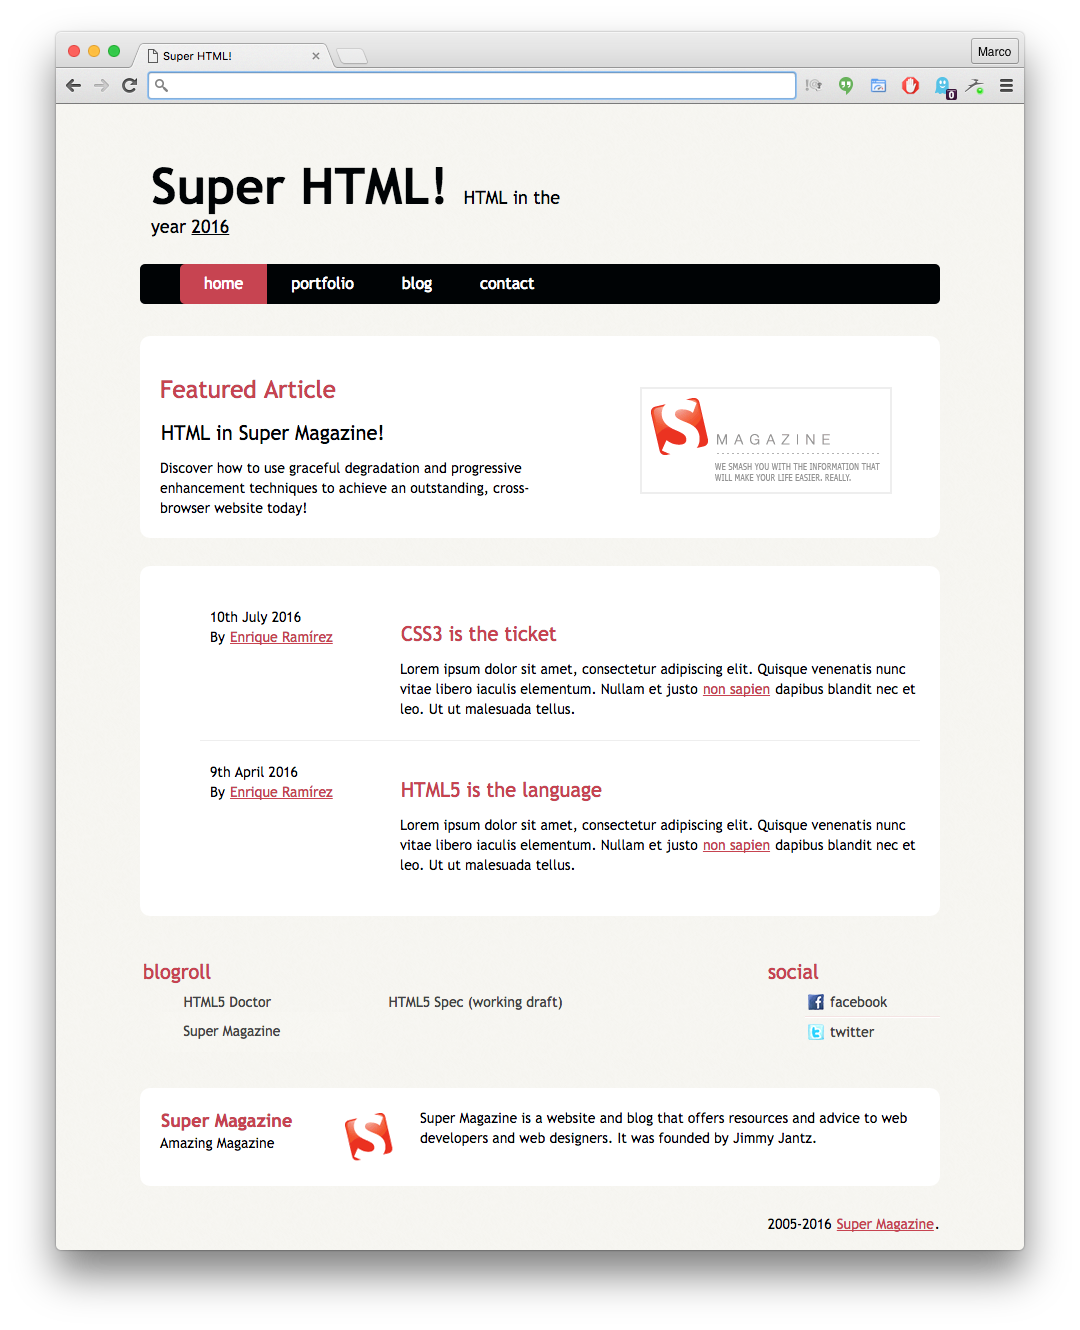 Super HTML!
Marco
0
Super HTML! HTML in the
year 2016
home portfolio blog contact
Featured Article
HTML in Super Magazine!
Discover how to use graceful degradation and progressive
enhancement techniques to achieve an outstanding, cross-
browser website today!
S MAGAZINE
WE SMASH YOU WITH THE INFORMATION THAT
WILL MAKE YOUR LIFE EASIER. REALLY.
10th July 2016
By Enrique Ramírez
CSS3 is the ticket
Lorem ipsum dolor sit amet, consectetur adipiscing elit. Quisque venenatis nunc
vitae libero iaculis elementum. Nullam et justo non sapien dapibus blandit nec et
leo. Ut ut malesuada tellus.
9th April 2016
By Enrique Ramírez
HTML5 is the language
Lorem ipsum dolor sit amet, consectetur adipiscing elit. Quisque venenatis nunc
vitae libero iaculis elementum. Nullam et justo non sapien dapibus blandit nec et
leo. Ut ut malesuada tellus.
blogroll
HTML5 Doctor HTML5 Spec (working draft)
Super Magazine
social
facebook
twitter
Super Magazine
Amazing Magazine
S
Super Magazine is a website and blog that offers resources and advice to web
developers and web designers. It was founded by Jimmy Jantz.
2005-2016 Super Magazine.